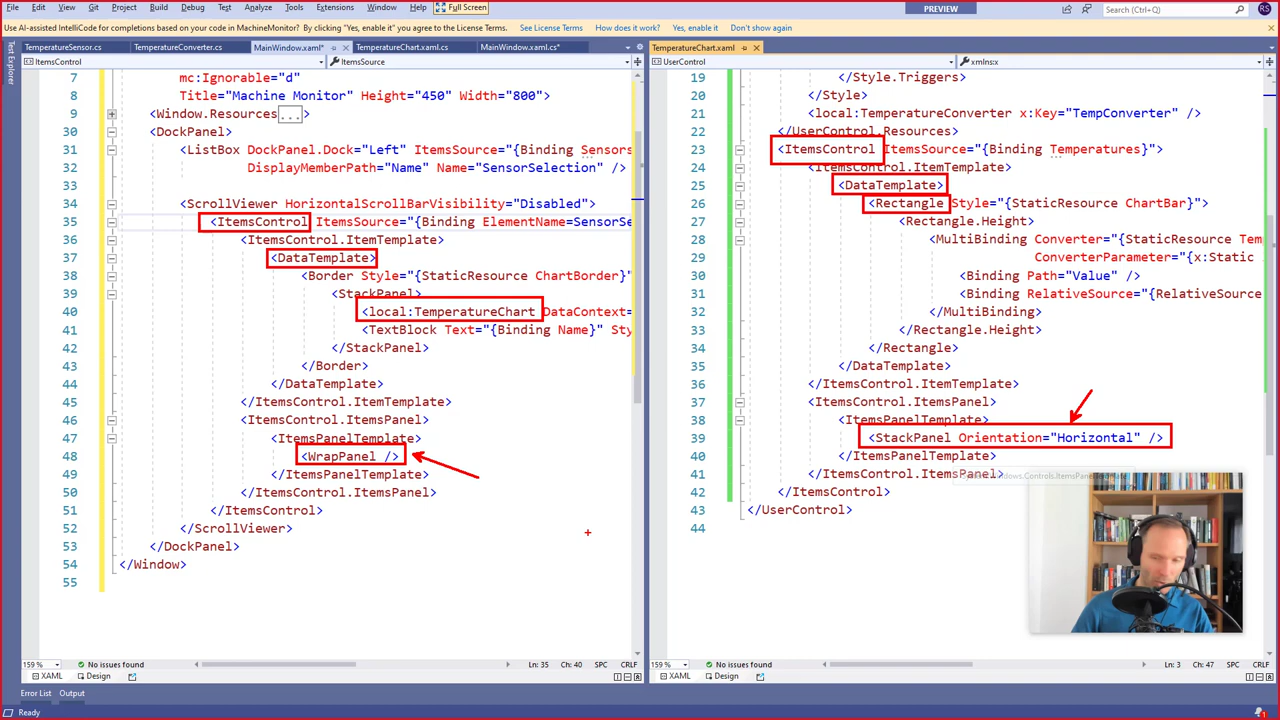 File Edit View Git Project Build Debug Test Analyze Tools Extensions Window Help Full Screen PREVIEW Search (Ctrl+Q) RS
Use AI-assisted IntelliCode for completions based on your code in MachineMonitor? By clicking "Yes, enable it" you agree to the License Terms. See License Terms How does it work? Yes, enable it Don't show again
Test Explorer
TemperatureSensor.cs TemperatureConverter.cs MainWindow.xaml* TemperatureChart.xaml.cs MainWindow.xaml.cs*
ItemsControl ItemsSource
7 mc:Ignorable="d"
8 Title="Machine Monitor" Height="450" Width="800">
9 <Window.Resources...>
30 <DockPanel>
31 <ListBox DockPanel.Dock="Left" ItemsSource="{Binding Sensors
32 DisplayMemberPath="Name" Name="SensorSelection" />
33
34 <ScrollViewer HorizontalScrollBarVisibility="Disabled">
35 <ItemsControl ItemsSource="{Binding ElementName=SensorSe
36 <ItemsControl.ItemTemplate>
37 <DataTemplate>
38 <Border Style="{StaticResource ChartBorder}"
39 <StackPanel>
40 <local:TemperatureChart DataContext=
41 <TextBlock Text="{Binding Name}" Sty
42 </StackPanel>
43 </Border>
44 </DataTemplate>
45 </ItemsControl.ItemTemplate>
46 <ItemsControl.ItemsPanel>
47 <ItemsPanelTemplate>
48 <WrapPanel />
49 </ItemsPanelTemplate>
50 </ItemsControl.ItemsPanel>
51 </ItemsControl>
52 </ScrollViewer>
53 </DockPanel>
54 </Window>
55
159 % No issues found Ln: 35 Ch: 40 SPC CRLF
XAML Design
TemperatureChart.xaml
UserControl xmlns:x
19 </Style.Triggers>
20 </Style>
21 <local:TemperatureConverter x:Key="TempConverter" />
22 </UserControl.Resources>
23 <ItemsControl ItemsSource="{Binding Temperatures}">
24 <ItemsControl.ItemTemplate>
25 <DataTemplate>
26 <Rectangle Style="{StaticResource ChartBar}">
27 <Rectangle.Height>
28 <MultiBinding Converter="{StaticResource Tem
29 ConverterParameter="{x:Static
30 <Binding Path="Value" />
31 <Binding RelativeSource="{RelativeSource
32 </MultiBinding>
33 </Rectangle.Height>
34 </Rectangle>
35 </DataTemplate>
36 </ItemsControl.ItemTemplate>
37 <ItemsControl.ItemsPanel>
38 <ItemsPanelTemplate>
39 <StackPanel Orientation="Horizontal" />
40 </ItemsPanelTemplate>
41 </ItemsControl.ItemsPanel>
42 </ItemsControl>
43 </UserControl>
44
159 % No issues found Ln: 3 Ch: 47 SPC CRLF
XAML Design
Error List Output
Ready 1